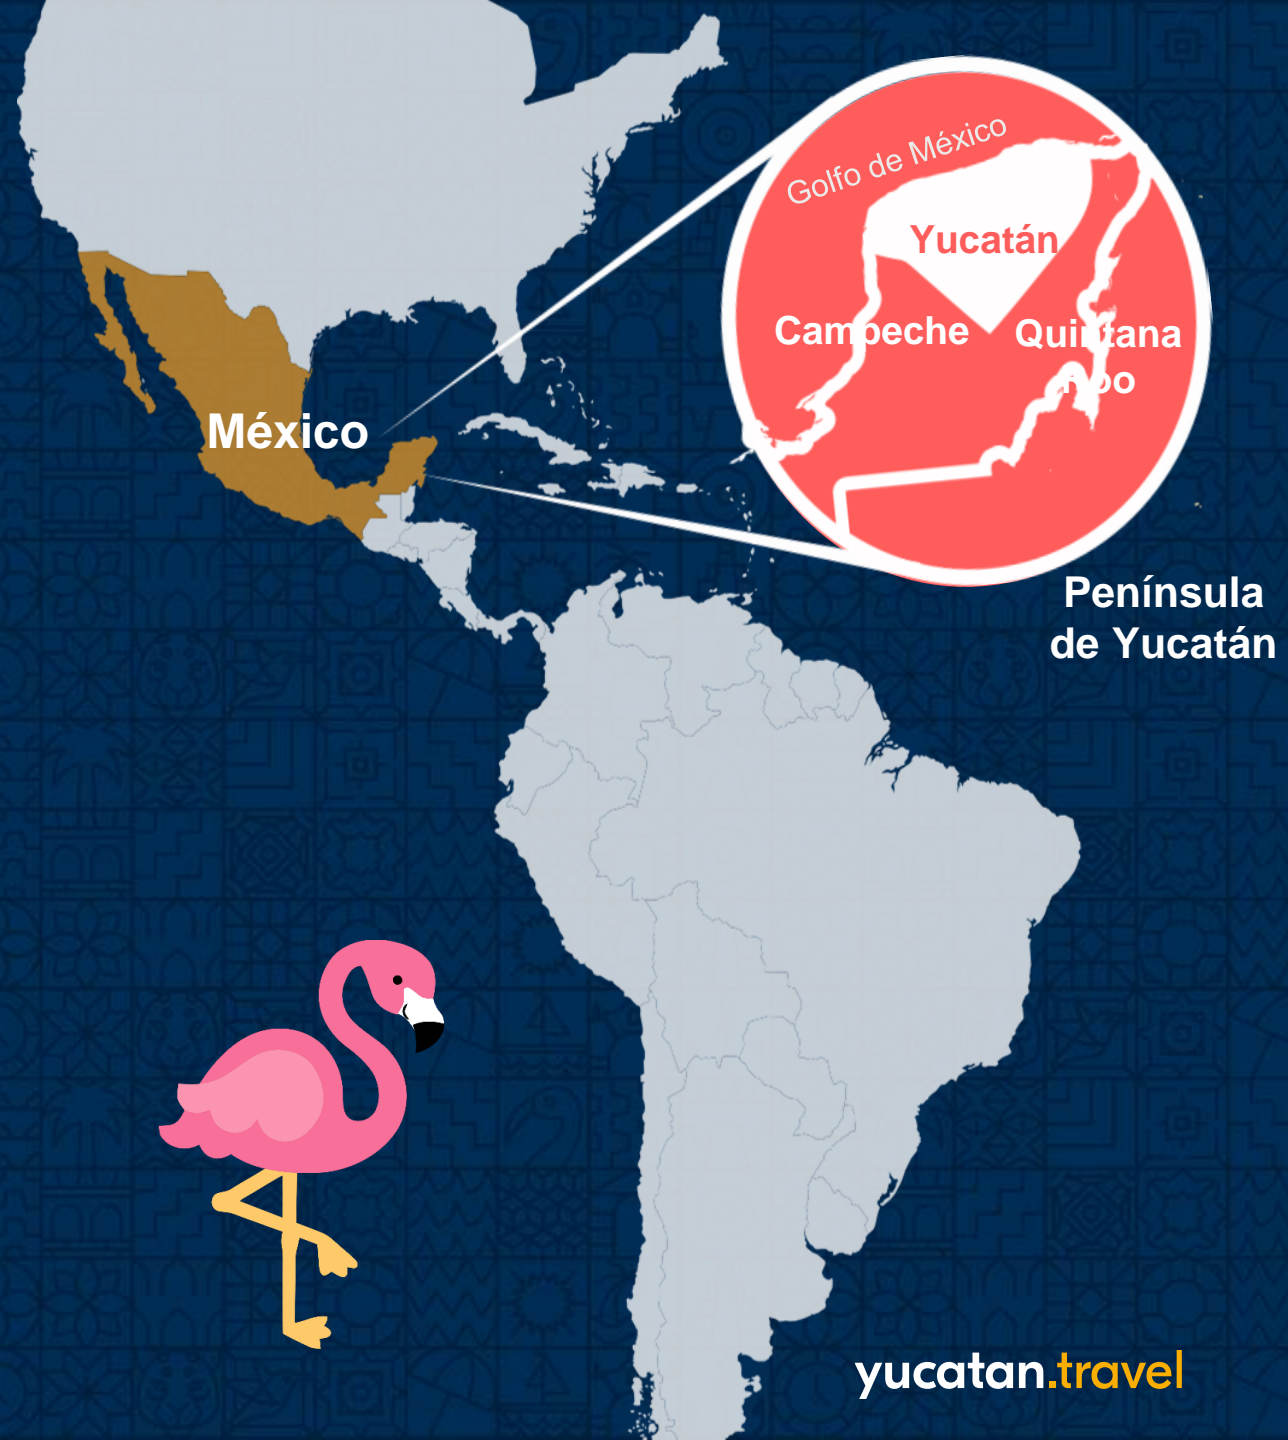 Golfo de México
Yucatán
Campeche
Quintana
Roo
México
Península
de Yucatán
yucatan.travel